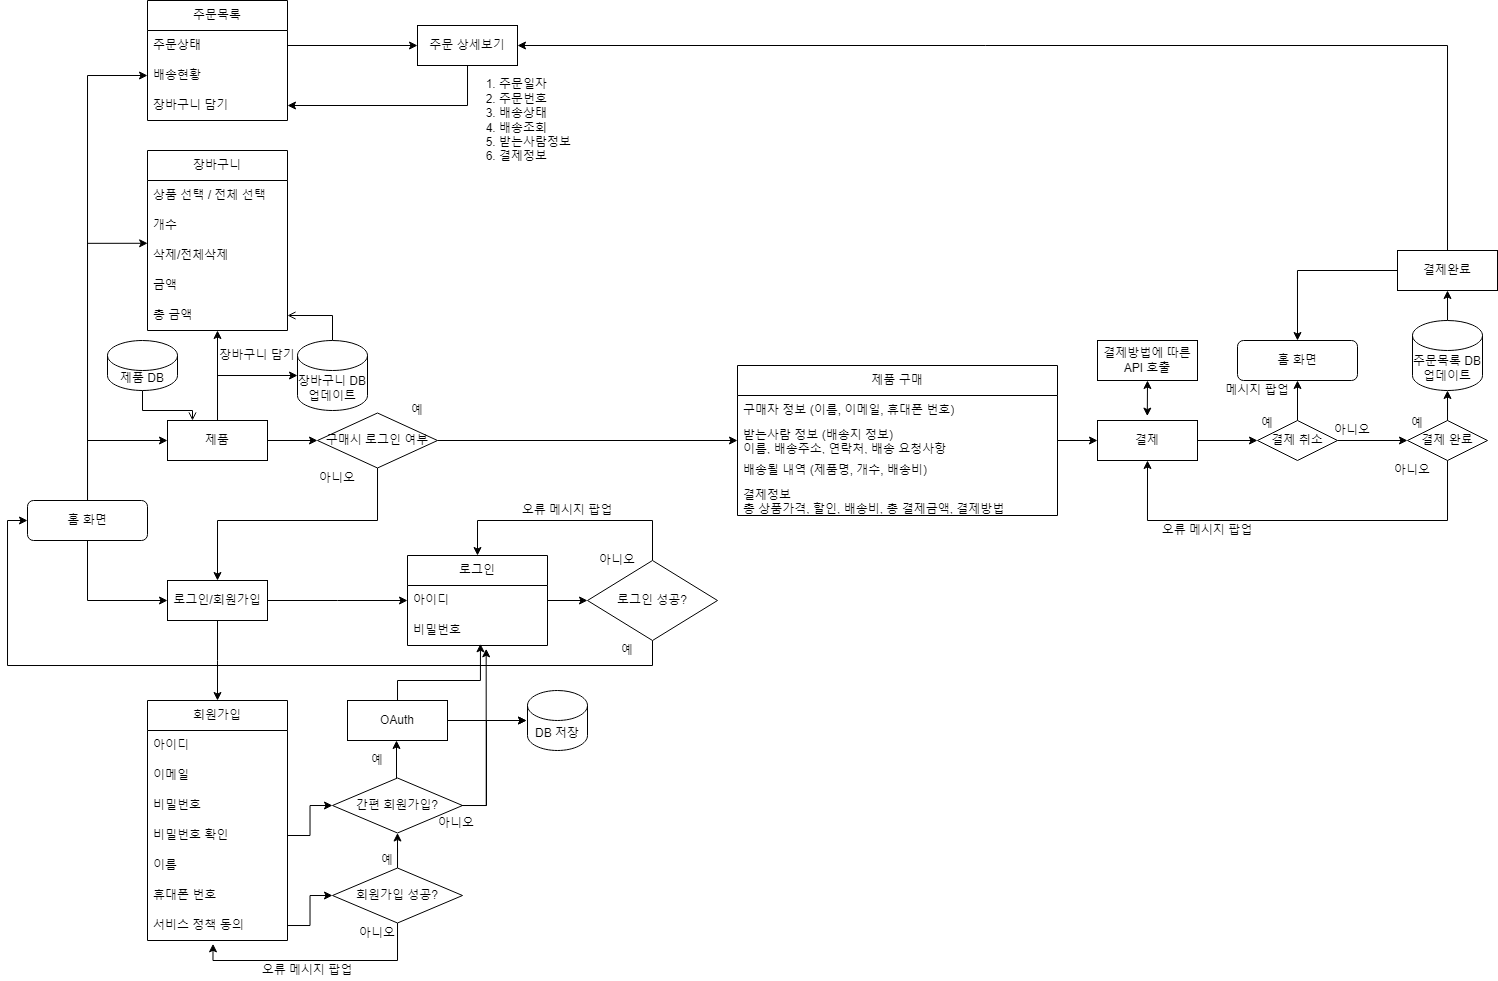 주문목록
주문상태
배송현황
장바구니 담기
주문 상세보기
1. 주문일자
2. 주문번호
3. 배송상태
4. 배송조회
5. 받는사람정보
6. 결제정보
장바구니
상품 선택 / 전체 선택
개수
삭제/전체삭제
금액
총 금액
제품 DB
장바구니 담기
장바구니 DB
업데이트
제품
구매시 로그인 여부
예
아니오
제품 구매
구매자 정보 (이름, 이메일, 휴대폰 번호)
받는사람 정보 (배송지 정보)
이름, 배송주소, 연락처, 배송 요청사항
배송될 내역 (제품명, 개수, 배송비)
결제정보
총 상품가격, 할인, 배송비, 총 결제금액, 결제방법
결제방법에 따른
API 호출
결제
홈 화면
메시지 팝업
예
결제 취소
아니오
결제완료
주문목록 DB
업데이트
예
결제 완료
아니오
오류 메시지 팝업
홈 화면
로그인/회원가입
오류 메시지 팝업
로그인
아이디
비밀번호
아니오
로그인 성공?
예
회원가입
아이디
이메일
비밀번호
비밀번호 확인
이름
휴대폰 번호
서비스 정책 동의
OAuth
DB 저장
예
간편 회원가입?
아니오
예
회원가입 성공?
아니오
오류 메시지 팝업